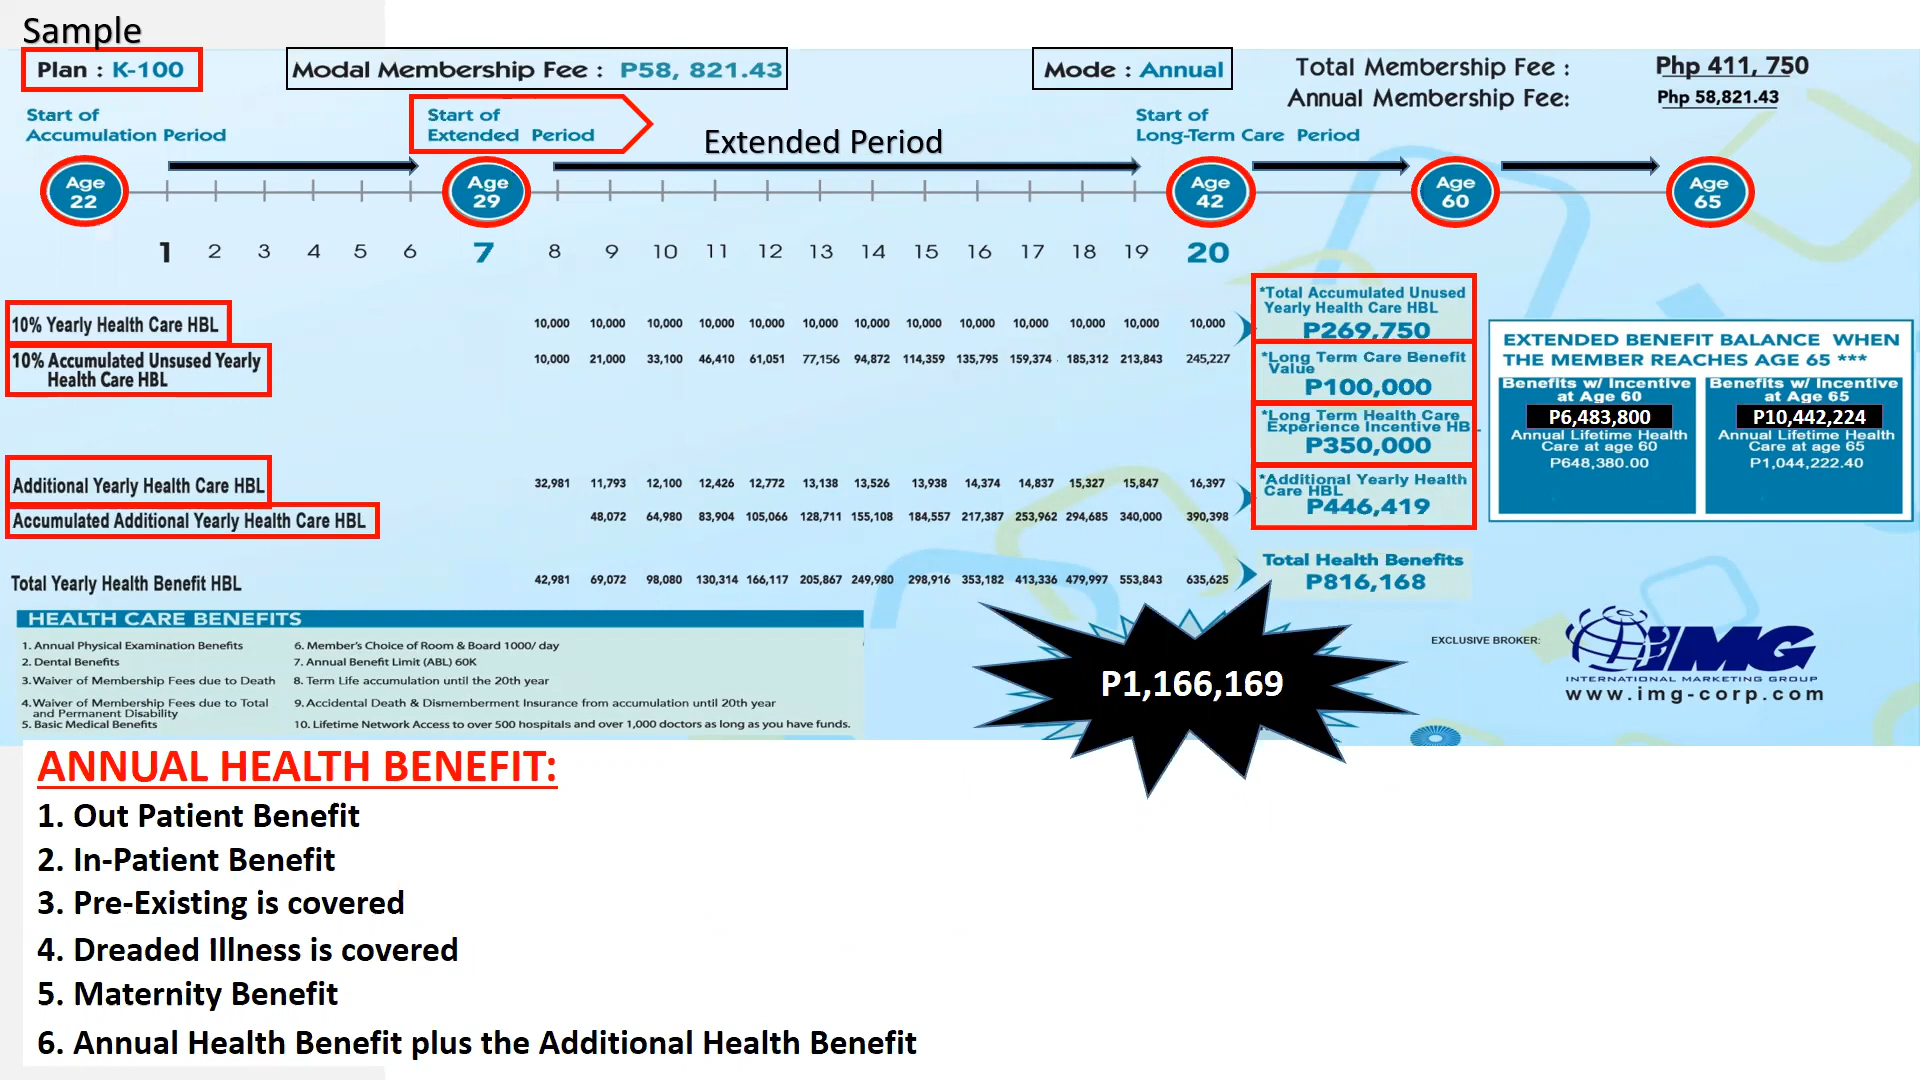 Sample
Plan : K-100
Modal Membership Fee : P58, 821.43
Mode : Annual
Total Membership Fee : Php 411, 750
Annual Membership Fee: Php 58,821.43
Start of
Accumulation Period
Start of
Extended Period
Extended Period
Start of
Long-Term Care Period
Age
22
Age
29
Age
42
Age
60
Age
65
1 2 3 4 5 6 7 8 9 10 11 12 13 14 15 16 17 18 19 20
10% Yearly Health Care HBL
10,000 10,000 10,000 10,000 10,000 10,000 10,000 10,000 10,000 10,000 10,000 10,000 10,000
10% Accumulated Unsused Yearly
Health Care HBL
10,000 21,000 33,100 46,410 61,051 77,156 94,872 114,359 135,795 159,374 185,312 213,843 245,227
Additional Yearly Health Care HBL
32,981 11,793 12,100 12,426 12,772 13,138 13,526 13,938 14,374 14,837 15,327 15,847 16,397
Accumulated Additional Yearly Health Care HBL
48,072 64,980 83,904 105,066 128,711 155,108 184,557 217,387 253,962 294,685 340,000 390,398
Total Yearly Health Benefit HBL
42,981 69,072 98,080 130,314 166,117 205,867 249,980 298,916 353,182 413,336 479,997 553,843 635,625
*Total Accumulated Unused
Yearly Health Care HBL
P269,750
*Long Term Care Benefit
Value
P100,000
*Long Term Health Care
Experience Incentive HB
P350,000
*Additional Yearly Health
Care HBL
P446,419
Total Health Benefits
P816,168
EXTENDED BENEFIT BALANCE WHEN
THE MEMBER REACHES AGE 65 ***
Benefits w/ Incentive
at Age 60
P6,483,800
Annual Lifetime Health
Care at age 60
P648,380.00
Benefits w/ Incentive
at Age 65
P10,442,224
Annual Lifetime Health
Care at age 65
P1,044,222.40
HEALTH CARE BENEFITS
1. Annual Physical Examination Benefits
2. Dental Benefits
3. Waiver of Membership Fees due to Death
4. Waiver of Membership Fees due to Total
and Permanent Disability
5. Basic Medical Benefits
6. Member's Choice of Room & Board 1000/ day
7. Annual Benefit Limit (ABL) 60K
8. Term Life accumulation until the 20th year
9. Accidental Death & Dismemberment Insurance from accumulation until 20th year
10. Lifetime Network Access to over 500 hospitals and over 1,000 doctors as long as you have funds.
P1,166,169
EXCLUSIVE BROKER:
IMG
INTERNATIONAL MARKETING GROUP
www.img-corp.com
ANNUAL HEALTH BENEFIT:
1. Out Patient Benefit
2. In-Patient Benefit
3. Pre-Existing is covered
4. Dreaded Illness is covered
5. Maternity Benefit
6. Annual Health Benefit plus the Additional Health Benefit